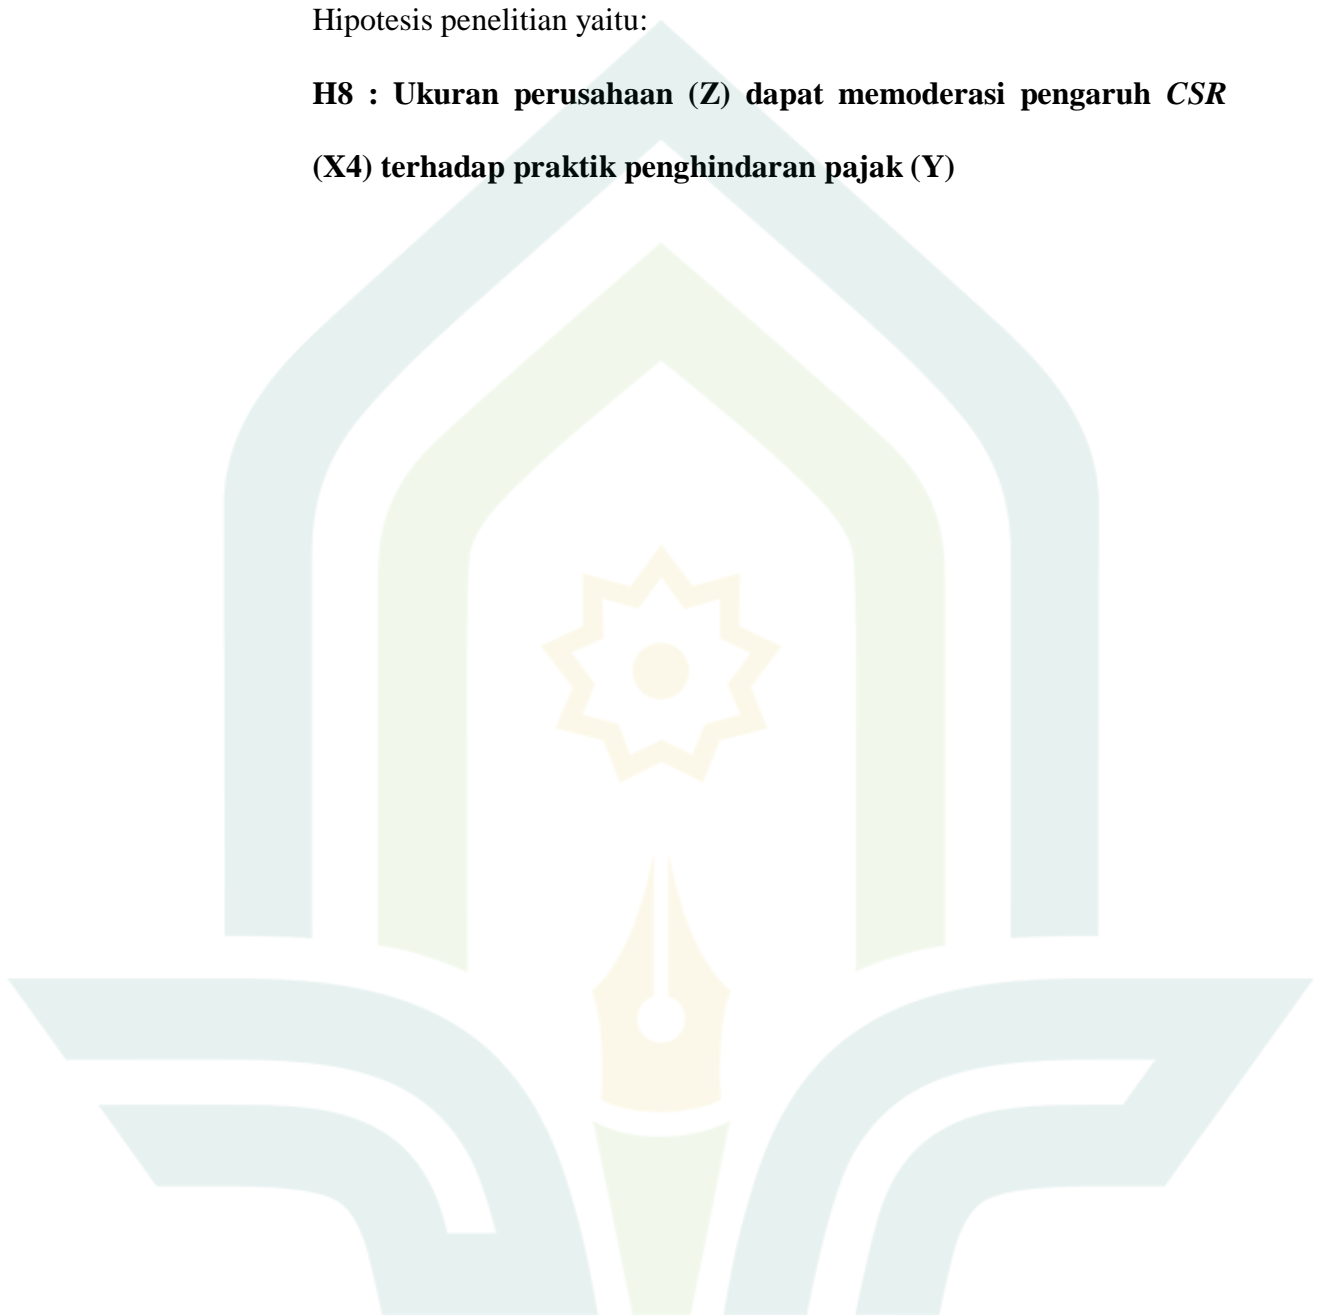 Hipotesis penelitian yaitu:
H8 : Ukuran perusahaan (Z) dapat memoderasi pengaruh CSR
(X4) terhadap praktik penghindaran pajak (Y)